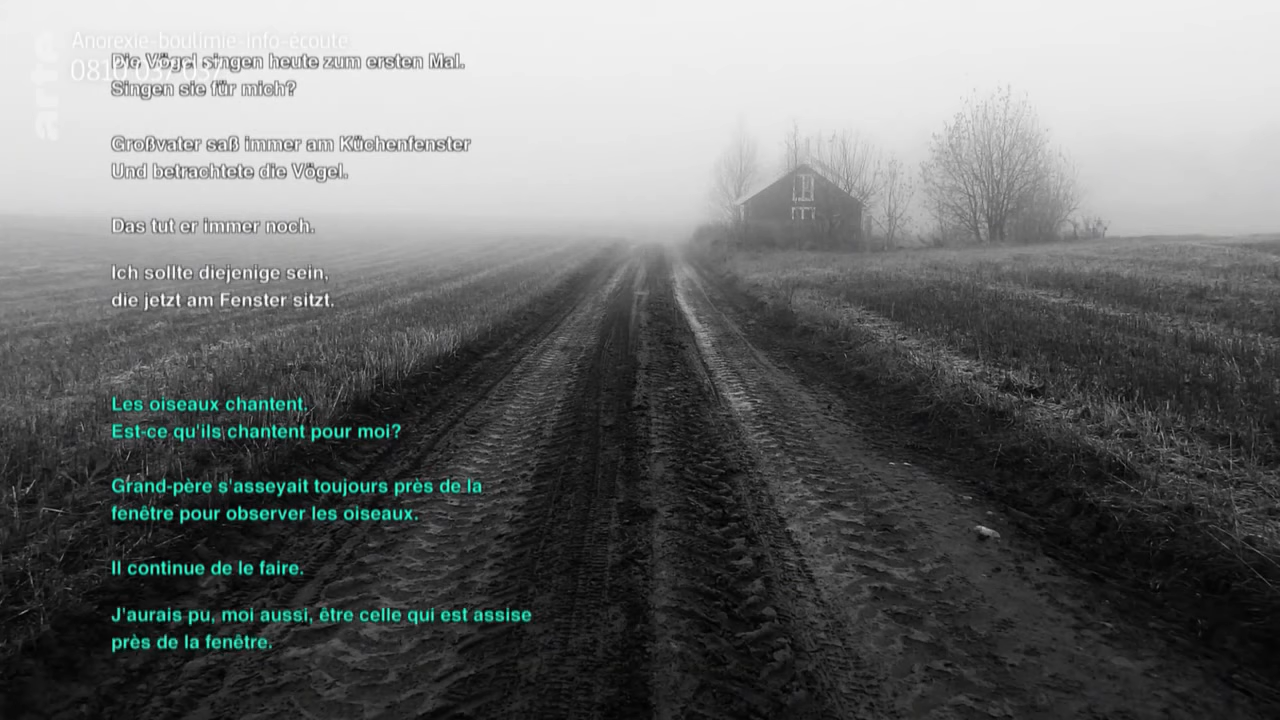 arte
Anorexie-boulimie-info-écoute
0810 037 037
Die Vögel singen heute zum ersten Mal.
Singen sie für mich?
Großvater saß immer am Küchenfenster
Und betrachtete die Vögel.
Das tut er immer noch.
Ich sollte diejenige sein,
die jetzt am Fenster sitzt.
Les oiseaux chantent.
Est-ce qu'ils chantent pour moi?
Grand-père s'asseyait toujours près de la
fenêtre pour observer les oiseaux.
Il continue de le faire.
J'aurais pu, moi aussi, être celle qui est assise
près de la fenêtre.